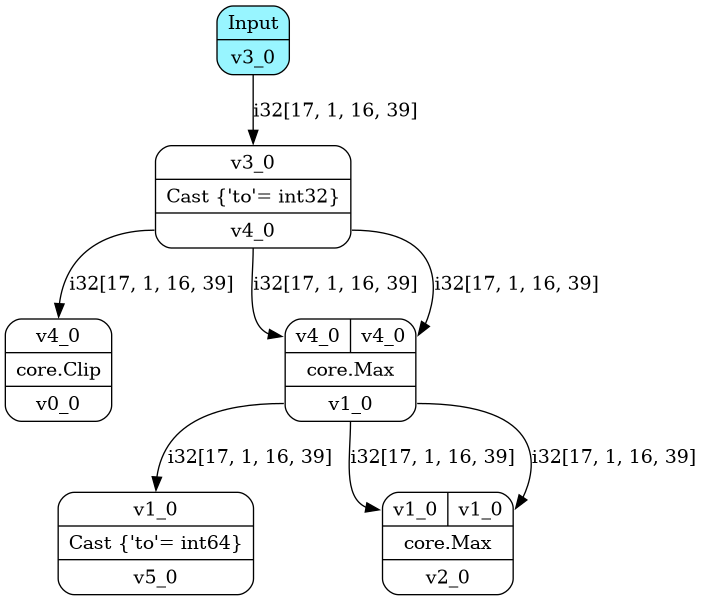 Input
v3_0
i32[17, 1, 16, 39]
v3_0
Cast {'to'= int32}
v4_0
i32[17, 1, 16, 39] i32[17, 1, 16, 39] i32[17, 1, 16, 39]
v4_0
core.Clip
v0_0
v4_0 v4_0
core.Max
v1_0
i32[17, 1, 16, 39] i32[17, 1, 16, 39] i32[17, 1, 16, 39]
v1_0
Cast {'to'= int64}
v5_0
v1_0 v1_0
core.Max
v2_0